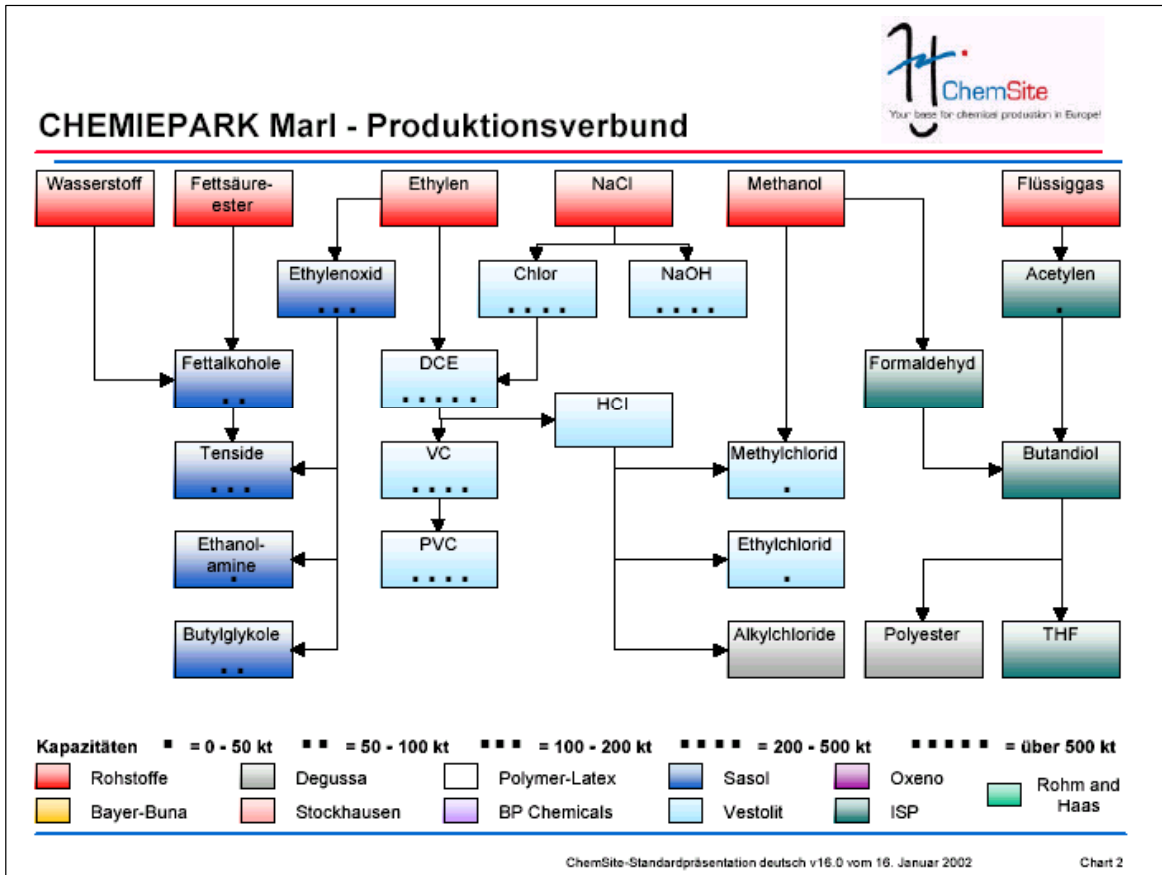 ChemSite
Your base for chemical production in Europe!
CHEMIEPARK Marl - Produktionsverbund
Wasserstoff
Fettsäure-
ester
Ethylen
NaCl
Methanol
Flüssiggas
Ethylenoxid
Chlor
NaOH
Acetylen
Fettalkohole
DCE
Formaldehyd
HCl
Tenside
VC
Methylchlorid
Butandiol
Ethanol-
amine
PVC
Ethylchlorid
Butylglykole
Alkylchloride
Polyester
THF
Kapazitäten ▪ = 0 - 50 kt ▪▪ = 50 - 100 kt ▪▪▪ = 100 - 200 kt ▪▪▪▪ = 200 - 500 kt ▪▪▪▪▪ = über 500 kt
Rohstoffe Degussa Polymer-Latex Sasol Oxeno
Rohm and
Haas
Bayer-Buna Stockhausen BP Chemicals Vestolit ISP
ChemSite-Standardpräsentation deutsch v16.0 vom 16. Januar 2002 Chart 2